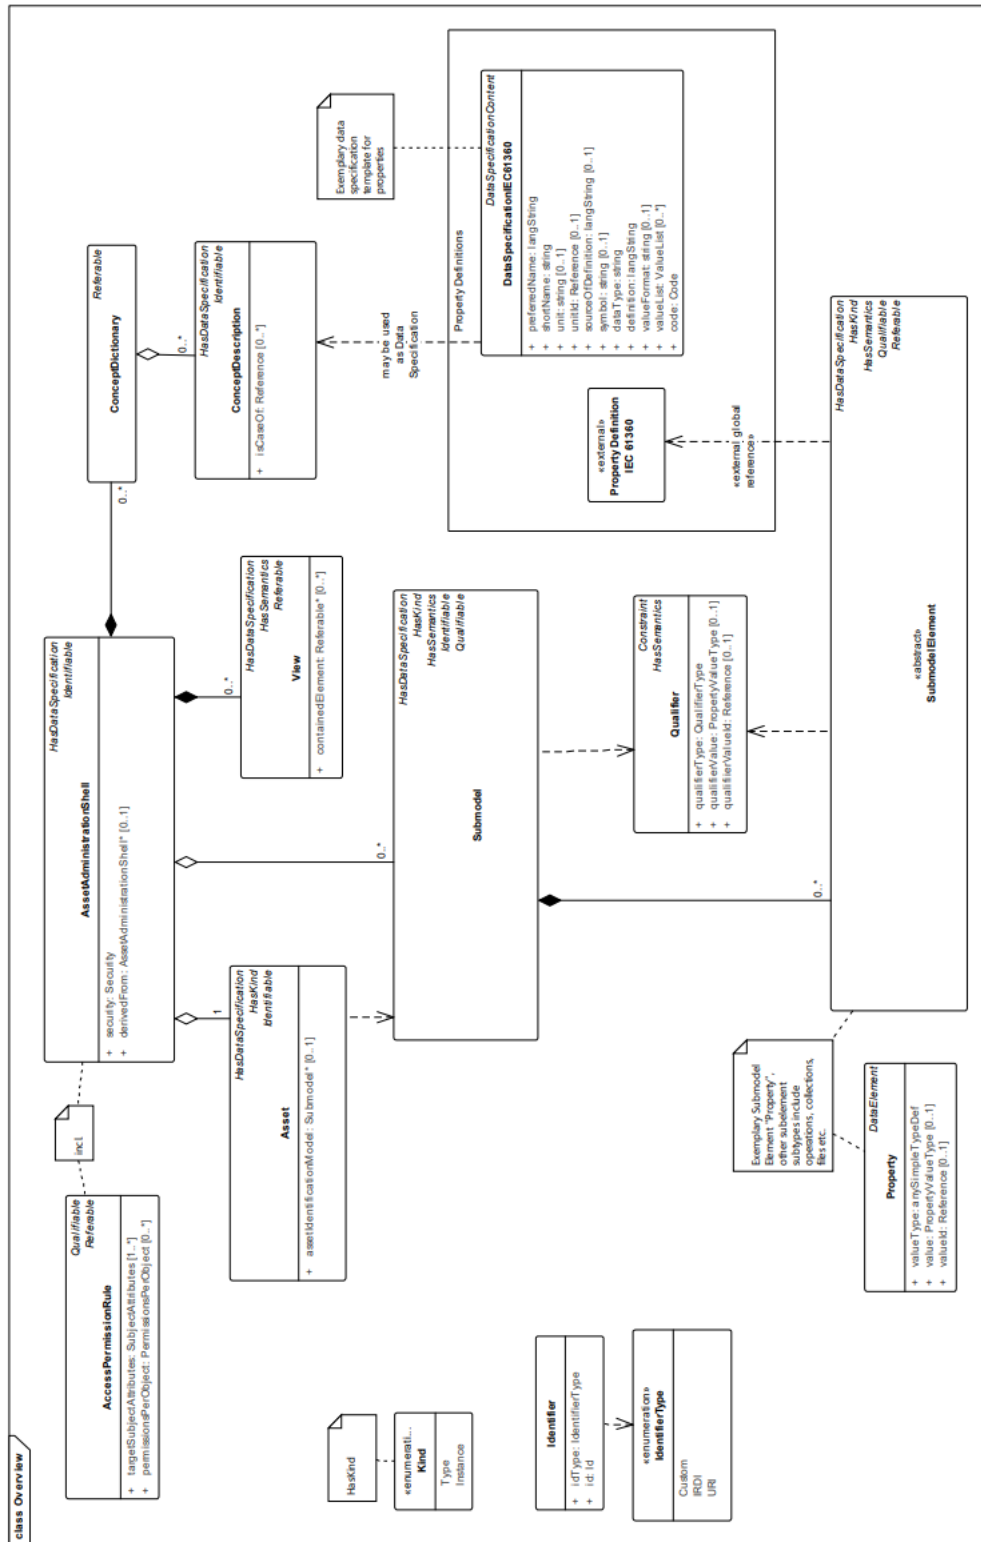 class Overview
Qualifiable
Referable
AccessPermissionRule
+ targetSubjectAttributes: SubjectAttributes [1..*]
+ permissionsPerObject: PermissionsPerObject [0..*]
incl
HasDataSpecification
Identifiable
AssetAdministrationShell
+ security: Security
+ derivedFrom: AssetAdministrationShell* [0..1]
0..*
Referable
ConceptDictionary
0..*
HasDataSpecification
Identifiable
ConceptDescription
+ isCaseOf: Reference [0..*]
Exemplary data
specification
template for
properties
may be used
as Data
Specification
1
HasDataSpecification
HasKind
Identifiable
Asset
+ assetIdentificationModel: Submodel* [0..1]
0..*
HasDataSpecification
HasSemantics
Referable
View
+ containedElement: Referable* [0..*]
HasKind
«enumerati...
Kind
Type
Instance
0..*
HasDataSpecification
HasKind
HasSemantics
Identifiable
Qualifiable
Submodel
Property Definitions
DataSpecificationContent
DataSpecificationIEC61360
+ preferredName: langString
+ shortName: string
+ unit: string [0..1]
+ unitId: Reference [0..1]
+ sourceOfDefinition: langString [0..1]
+ symbol: string [0..1]
+ dataType: string
+ definition: langString
+ valueFormat: string [0..1]
+ valueList: ValueList [0..*]
+ code: Code
«external»
Property Definition
IEC 61360
«external global
reference»
Identifier
+ idType: IdentifierType
+ id: Id
«enumeration»
IdentifierType
Custom
IRDI
URI
Constraint
HasSemantics
Qualifier
+ qualifierType: QualifierType
+ qualifierValue: PropertyValueType [0..1]
+ qualifierValueId: Reference [0..1]
0..*
Exemplary Submodel
Element "Property",
other subelement
subtypes include
operations, collections,
files etc.
DataElement
Property
+ valueType: anySimpleTypeDef
+ value: PropertyValueType [0..1]
+ valueId: Reference [0..1]
HasDataSpecification
HasKind
HasSemantics
Qualifiable
Referable
«abstract»
SubmodelElement